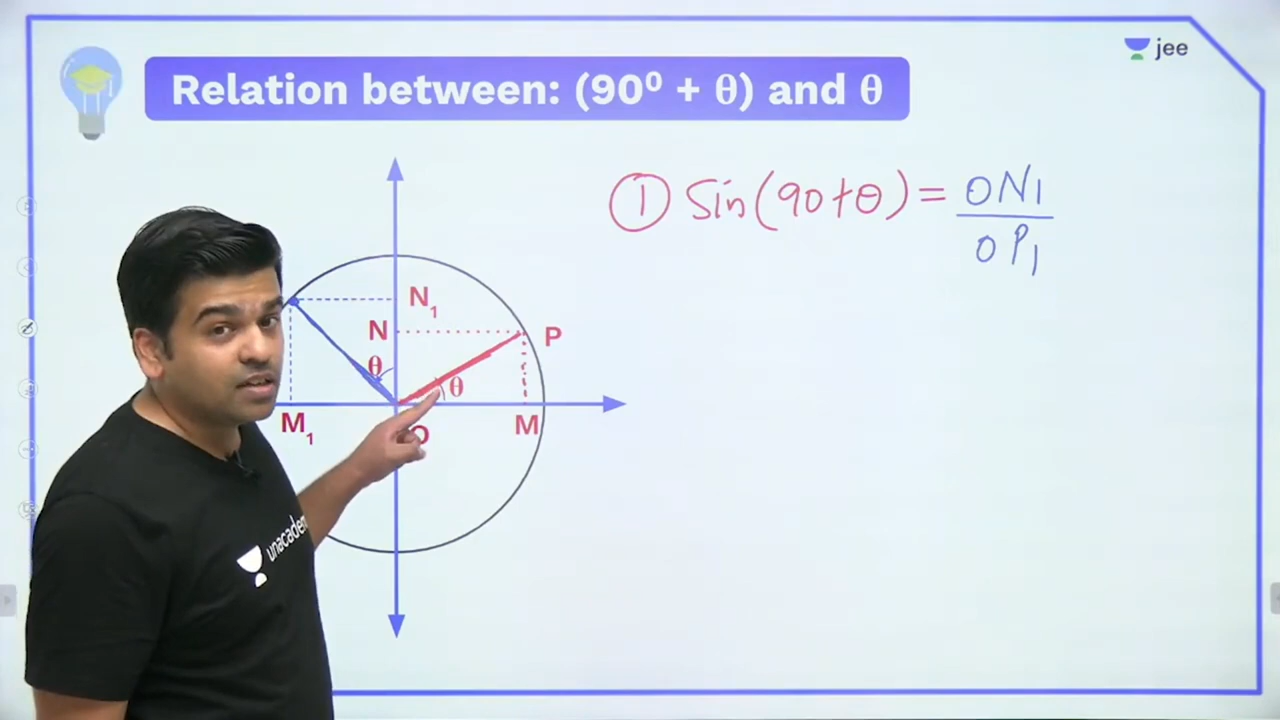 jee
Relation between: (90⁰ + θ) and θ
① Sin(90+θ) = ON1
OP1
N₁
N
P
θ
θ
M₁
O
M
unacadem